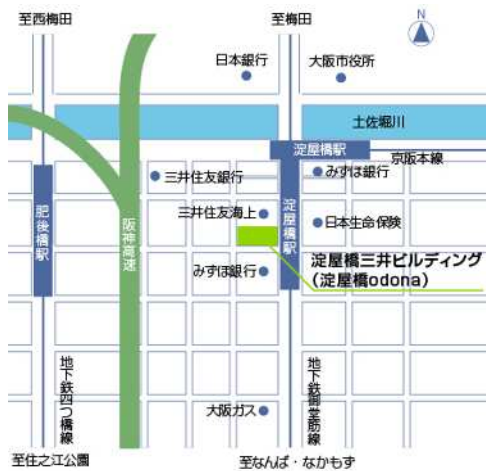 至西梅田
至梅田
N
日本銀行
大阪市役所
土佐堀川
淀屋橋駅
京阪本線
三井住友銀行
みずほ銀行
肥後橋駅
阪神高速
三井住友海上
淀屋橋駅
日本生命保険
淀屋橋三井ビルディング
(淀屋橋odona)
みずほ銀行
地下鉄四つ橋線
地下鉄御堂筋線
大阪ガス
至住之江公園
至なんば・なかもず